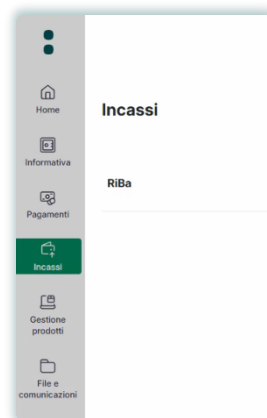 Home
Incassi
Informativa
RiBa
Pagamenti
Incassi
Gestione
prodotti
File e
comunicazioni